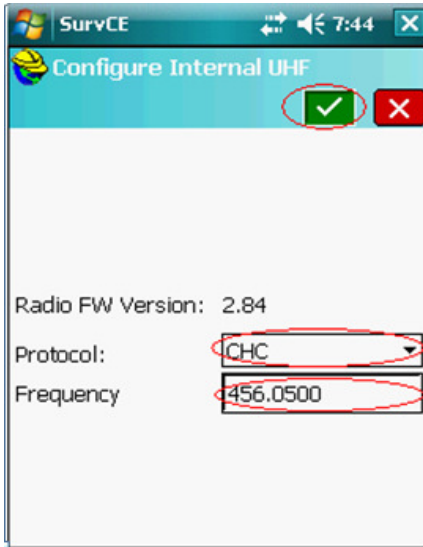 SurvCE 7:44
Configure Internal UHF
Radio FW Version: 2.84
Protocol: CHC
Frequency 456.0500